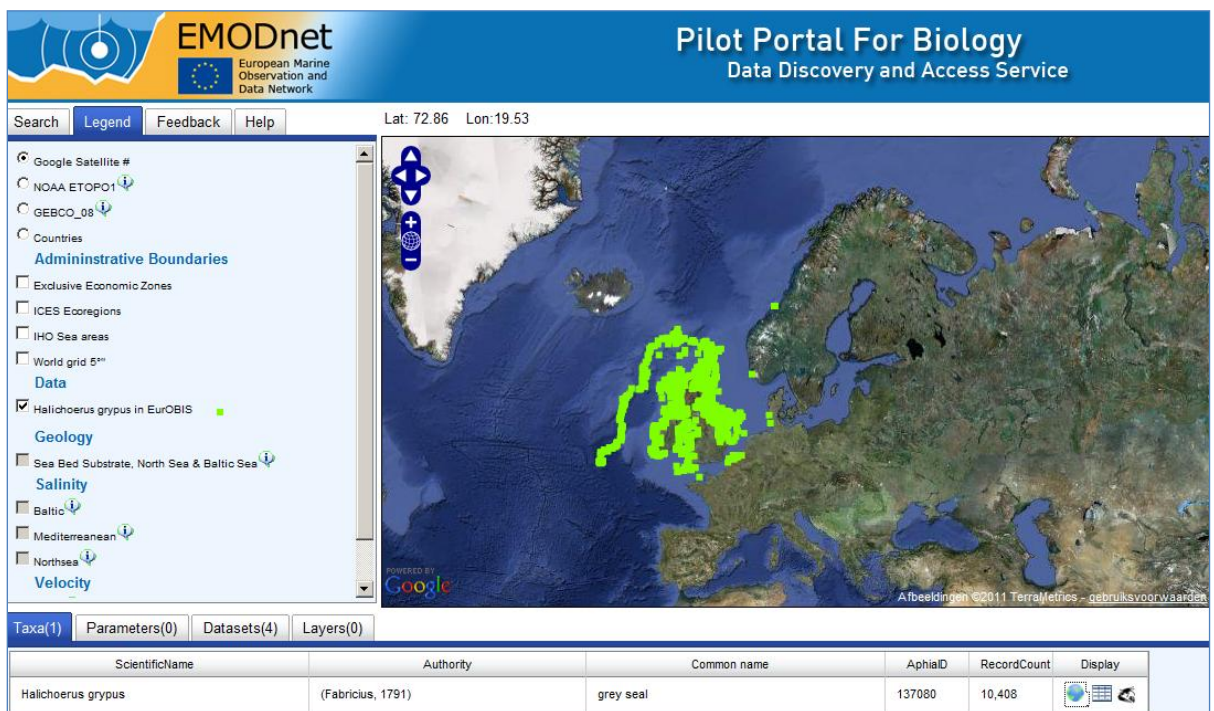 EMODnet
European Marine
Observation and
Data Network
Pilot Portal For Biology
Data Discovery and Access Service
Search Legend Feedback Help
Lat: 72.86 Lon:19.53
Google Satellite #
NOAA ETOPO1
GEBCO_08
Countries
Admininstrative Boundaries
Exclusive Economic Zones
ICES Ecoregions
IHO Sea areas
World grid 5°"
Data
Halichoerus grypus in EurOBIS
Geology
Sea Bed Substrate, North Sea & Baltic Sea
Salinity
Baltic
Mediterreanean
Northsea
Velocity
POWERED BY
Google
Afbeeldingen ©2011 TerraMetrics - gebruiksvoorwaarden
Taxa(1) Parameters(0) Datasets(4) Layers(0)
ScientificName Authority Common name AphiaID RecordCount Display
Halichoerus grypus (Fabricius, 1791) grey seal 137080 10,408